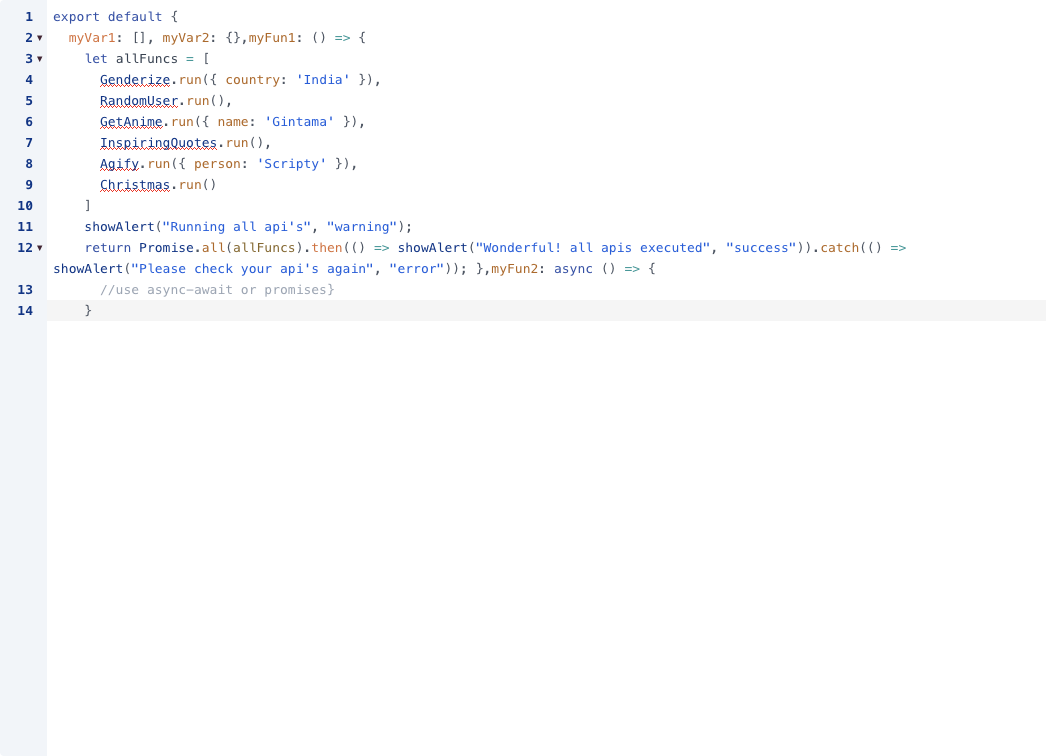 1 export default {
2 myVar1: [], myVar2: {},myFun1: () => {
3 let allFuncs = [
4 Genderize.run({ country: 'India' }),
5 RandomUser.run(),
6 GetAnime.run({ name: 'Gintama' }),
7 InspiringQuotes.run(),
8 Agify.run({ person: 'Scripty' }),
9 Christmas.run()
10 ]
11 showAlert("Running all api's", "warning");
12 return Promise.all(allFuncs).then(() => showAlert("Wonderful! all apis executed", "success")).catch(() =>
showAlert("Please check your api's again", "error")); },myFun2: async () => {
13 //use async-await or promises}
14 }